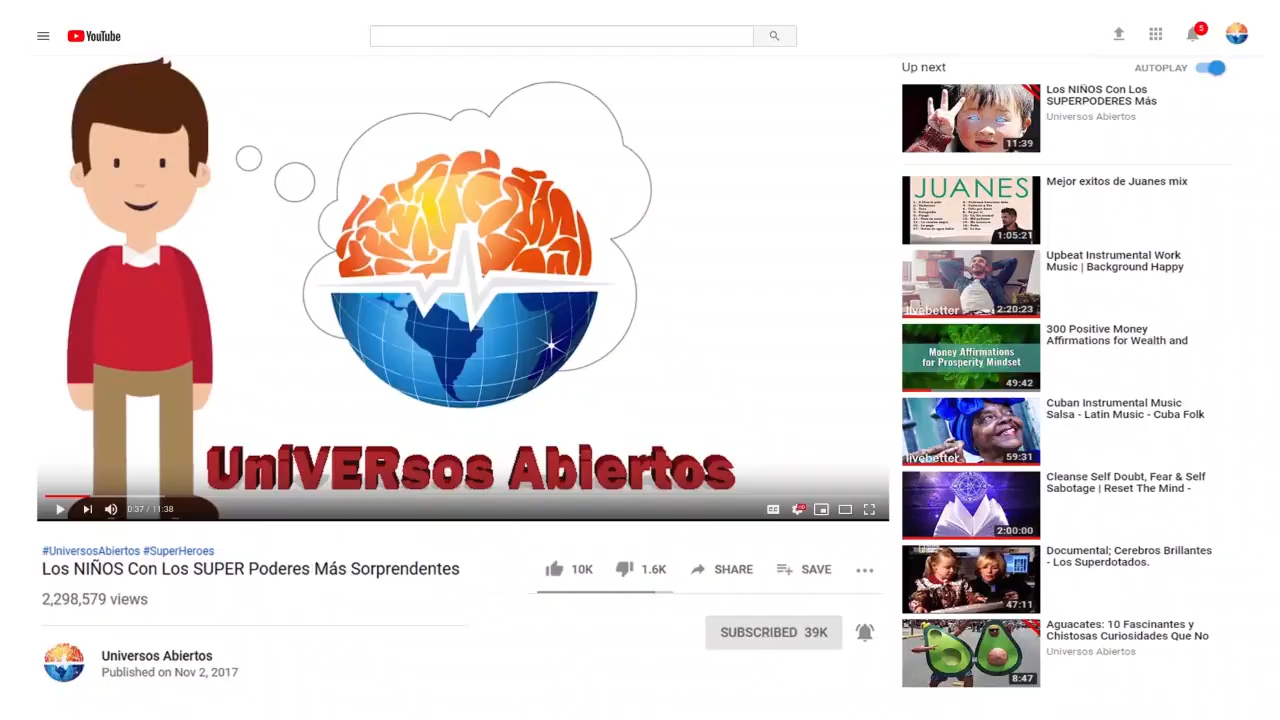 YouTube
5
Up next
AUTOPLAY
UniVERsos Abiertos
0:37 / 11:38
CC
HD
#UniversosAbiertos #SuperHeroes
Los NIÑOS Con Los SUPER Poderes Más Sorprendentes
10K
1.6K
SHARE
SAVE
2,298,579 views
SUBSCRIBED 39K
Universos Abiertos
Published on Nov 2, 2017
11:39
Los NIÑOS Con Los
SUPERPODERES Más
Universos Abiertos
JUANES
1:05:21
Mejor exitos de Juanes mix
livebetter
2:20:23
Upbeat Instrumental Work
Music | Background Happy
Money Affirmations
for Prosperity Mindset
49:42
300 Positive Money
Affirmations for Wealth and
livebetter
59:31
Cuban Instrumental Music
Salsa - Latin Music - Cuba Folk
2:00:00
Cleanse Self Doubt, Fear & Self
Sabotage | Reset The Mind -
47:11
Documental; Cerebros Brillantes
- Los Superdotados.
8:47
Aguacates: 10 Fascinantes y
Chistosas Curiosidades Que No
Universos Abiertos